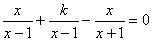 x/(x−1) + k/(x−1) − x/(x+1) = 0